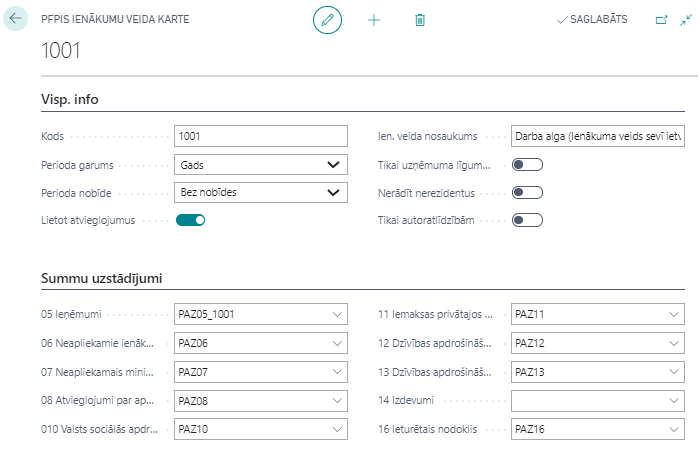 PFPIS IENĀKUMU VEIDA KARTE
SAGLABĀTS
1001
Visp. info
Kods 1001
Ien. veida nosaukums Darba alga (Ienākuma veids sevī ietv
Perioda garums Gads
Tikai uzņēmuma līgum...
Perioda nobīde Bez nobīdes
Nerādīt nerezidentus
Lietot atvieglojumus
Tikai autoratlīdzībām
Summu uzstādījumi
05 Ieņēmumi PAZ05_1001
11 Iemaksas privātajos ... PAZ11
06 Neapliekamie ienāk... PAZ06
12 Dzīvības apdrošināš... PAZ12
07 Neapliekamais mini... PAZ07
13 Dzīvības apdrošināš... PAZ13
08 Atvieglojumi par ap... PAZ08
14 Izdevumi
010 Valsts sociālās apdr... PAZ10
16 Ieturētais nodoklis PAZ16